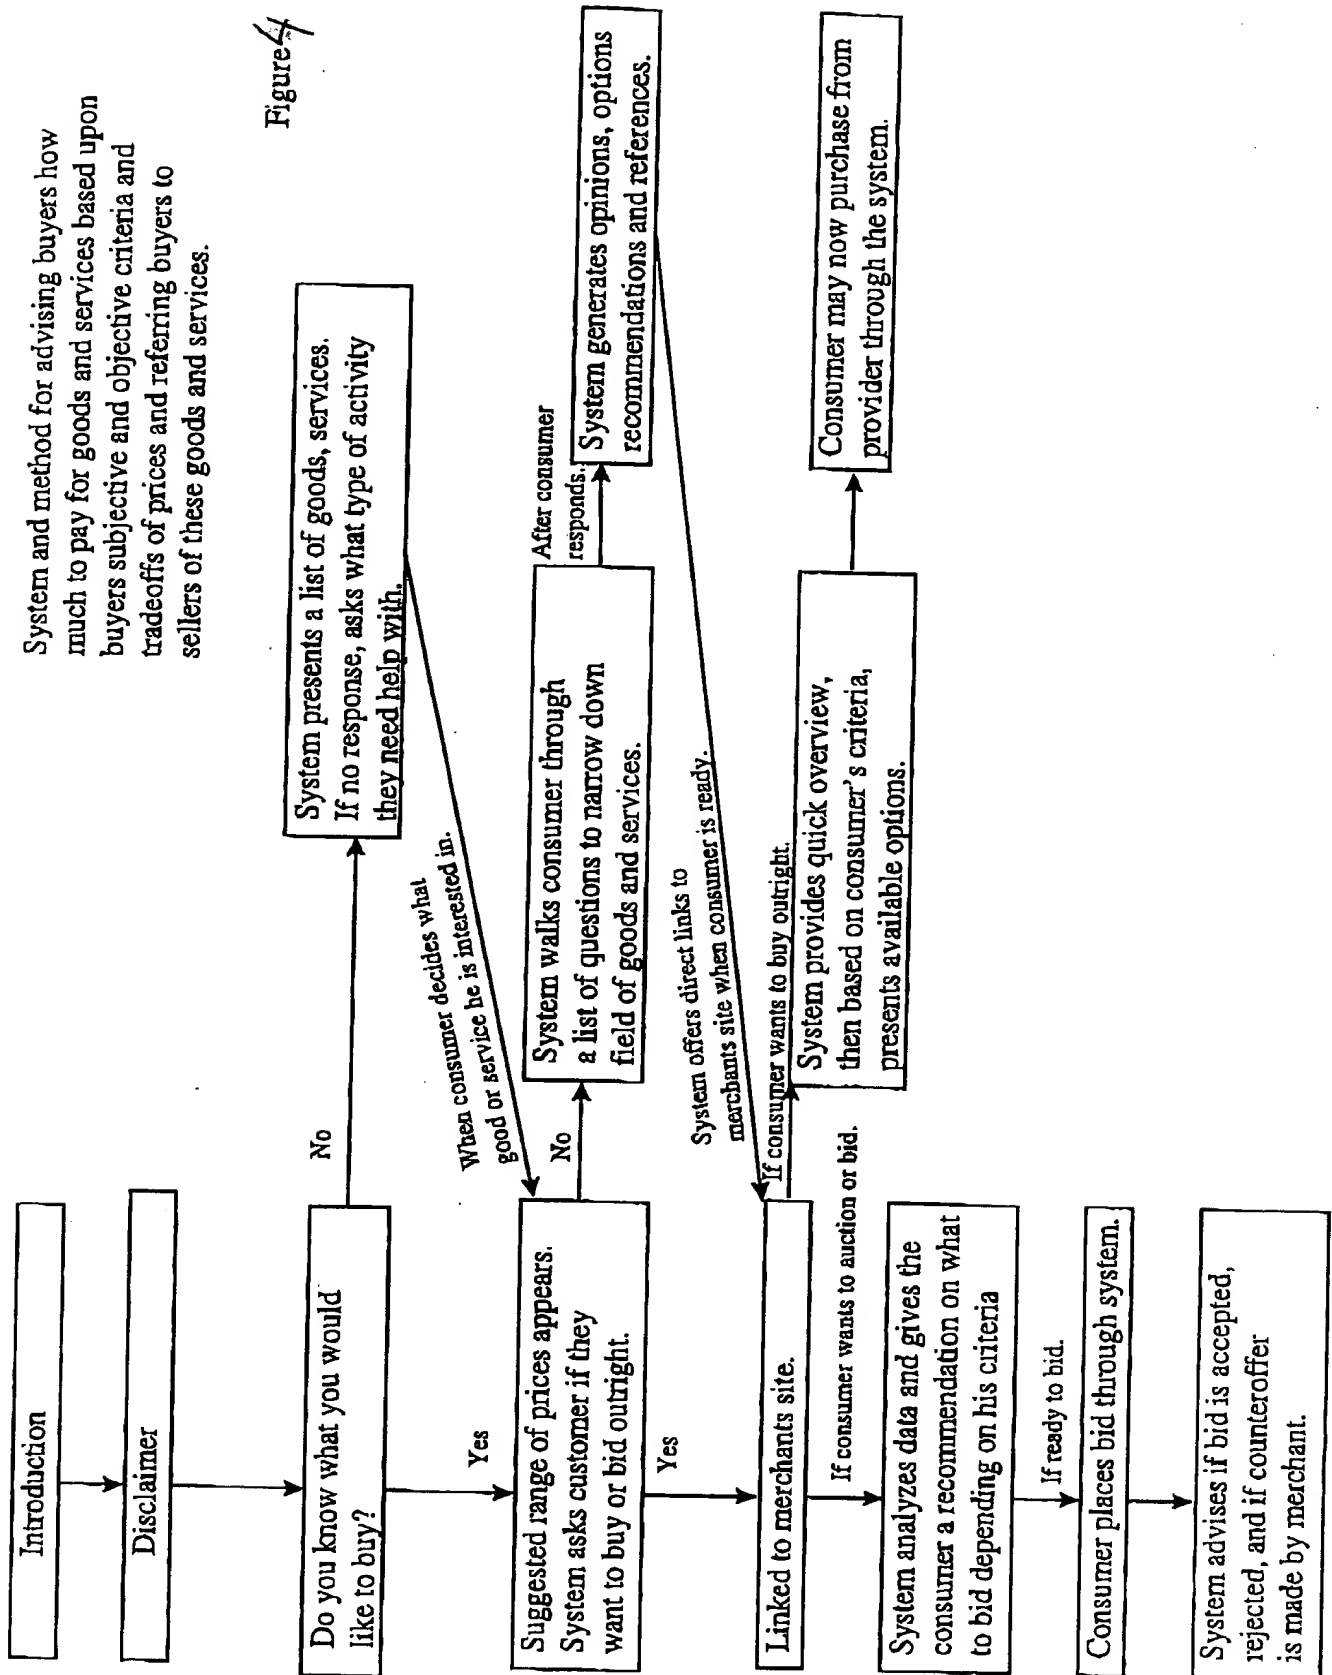 System and method for advising buyers how
much to pay for goods and services based upon
buyers subjective and objective criteria and
tradeoffs of prices and referring buyers to
sellers of these goods and services.
Figure 4
Introduction
Disclaimer
Do you know what you would
like to buy?
No
System presents a list of goods, services.
If no response, asks what type of activity
they need help with.
Yes
When consumer decides what
good or service he is interested in.
Suggested range of prices appears.
System asks customer if they
want to buy or bid outright.
No
System walks consumer through
a list of questions to narrow down
field of goods and services.
After consumer
responds.
System generates opinions, options
recommendations and references.
Yes
System offers direct links to
merchants site when consumer is ready.
Linked to merchants site.
If consumer wants to buy outright.
System provides quick overview,
then based on consumer's criteria,
presents available options.
Consumer may now purchase from
provider through the system.
If consumer wants to auction or bid.
System analyzes data and gives the
consumer a recommendation on what
to bid depending on his criteria
If ready to bid.
Consumer places bid through system.
System advises if bid is accepted,
rejected, and if counteroffer
is made by merchant.